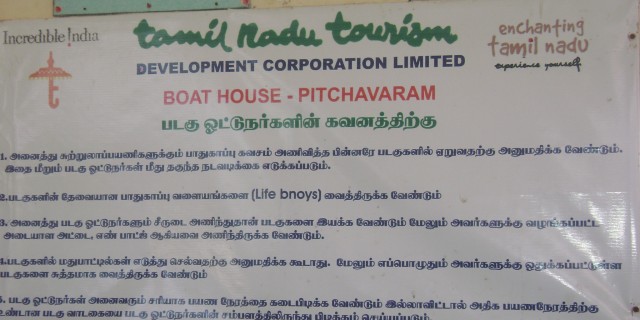 Incredible !ndia
tamil nadu tourism
enchanting
tamil nadu
experience yourself
DEVELOPMENT CORPORATION LIMITED
BOAT HOUSE - PITCHAVARAM
படகு ஓட்டுநர்களின் கவனத்திற்கு
1. அனைத்து சுற்றுலாப்பயணிகளுக்கும் பாதுகாப்பு கவசம் அணிவித்த பின்னரே படகுகளில் ஏறுவதற்கு அனுமதிக்க வேண்டும்.
இதை மீறும் படகு ஓட்டுநர்கள் மீது தகுந்த நடவடிக்கை எடுக்கப்படும்.
2.படகுகளின் தேவையான பாதுகாப்பு வளையங்களை (Life bnoys) வைத்திருக்க வேண்டும்
3. அனைத்து படகு ஓட்டுநர்களும் சீருடை அணிந்துதான் படகுகளை இயக்க வேண்டும் மேலும் அவர்களுக்கு வழங்கப்பட்ட
அடையாள அட்டை, எண் பாட்ஜ் ஆகியவை அணிந்திருக்க வேண்டும்.
4.படகுகளில் மதுபாட்டில்கள் எடுத்து செல்வதற்கு அனுமதிக்க கூடாது. மேலும் எப்பொழுதும் அவர்களுக்கு ஒதுக்கப்பட்டுள்ள
படகுகளை சுத்தமாக வைத்திருக்க வேண்டும்
5. படகு ஓட்டுநர்கள் அனைவரும் சரியாக பயண நேரத்தை கடைபிடிக்க வேண்டும் இல்லாவிட்டால் அதிக பயணநேரத்திற்கு
உண்டான படகு வாடகையை படகு ஓட்டுநர்களின் சம்பளத்திலிருந்து பிடித்தம் செய்யப்படும்.